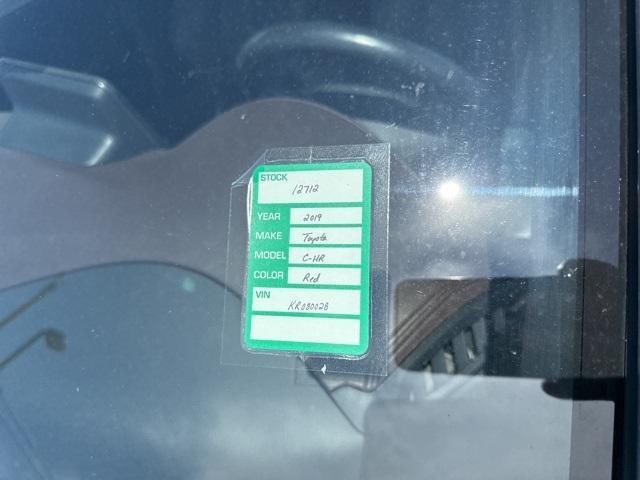 STOCK
12712
YEAR 2019
MAKE Toyota
MODEL C-HR
COLOR Red
VIN
KR080028